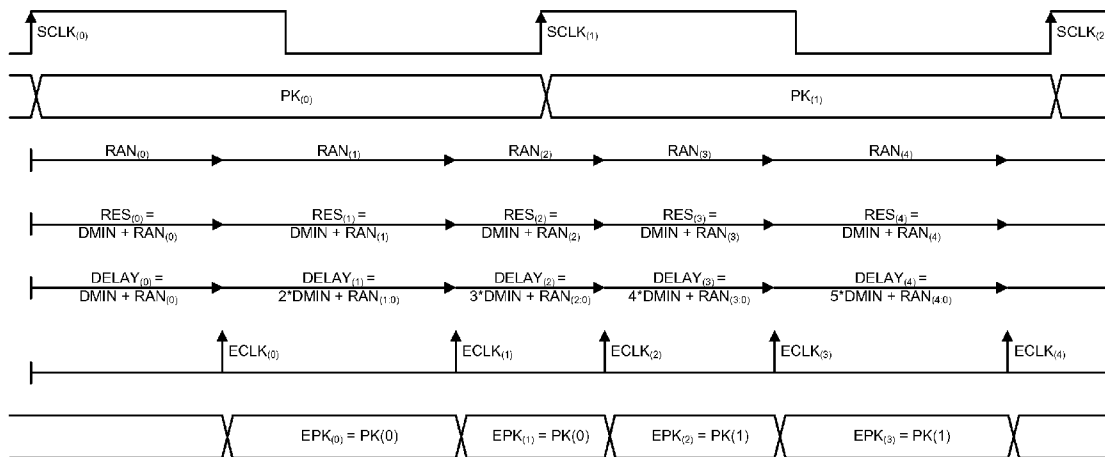 SCLK(0) SCLK(1) SCLK(2
PK(0) PK(1)
RAN(0) RAN(1) RAN(2) RAN(3) RAN(4)
RES(0) = RES(1) = RES(2) = RES(3) = RES(4) =
DMIN + RAN(0) DMIN + RAN(1) DMIN + RAN(2) DMIN + RAN(3) DMIN + RAN(4)
DELAY(0) = DELAY(1) = DELAY(2) = DELAY(3) = DELAY(4) =
DMIN + RAN(0) 2*DMIN + RAN(1:0) 3*DMIN + RAN(2:0) 4*DMIN + RAN(3:0) 5*DMIN + RAN(4:0)
ECLK(0) ECLK(1) ECLK(2) ECLK(3) ECLK(4)
EPK(0) = PK(0) EPK(1) = PK(0) EPK(2) = PK(1) EPK(3) = PK(1)